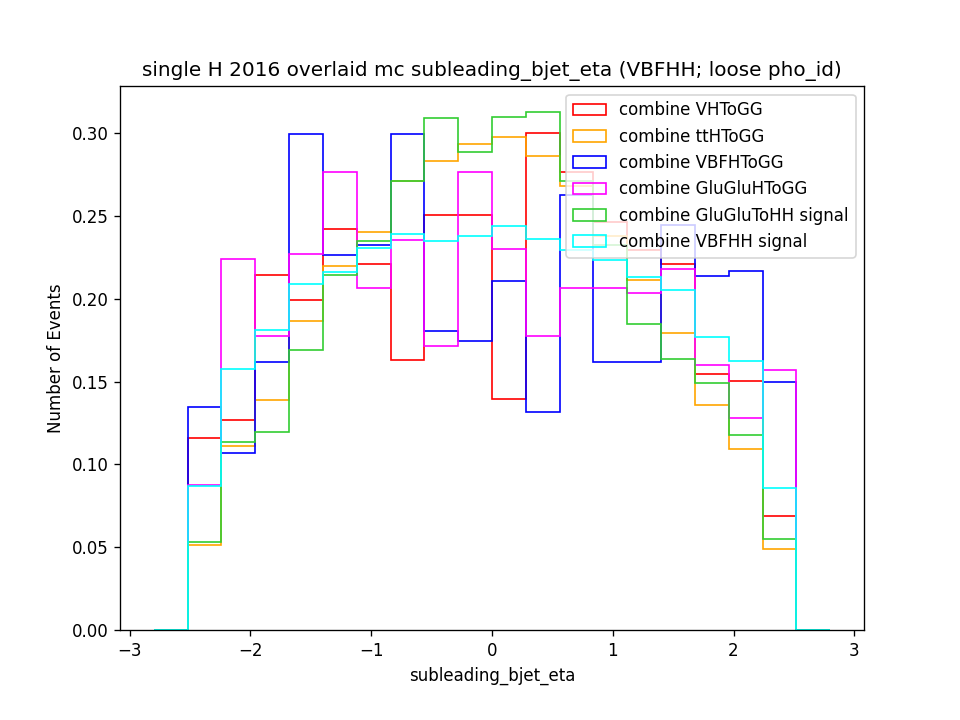 single H 2016 overlaid mc subleading_bjet_eta (VBFHH; loose pho_id)
combine VHToGG
combine ttHToGG
combine VBFHToGG
combine GluGluHToGG
combine GluGluToHH signal
combine VBFHH signal
Number of Events
0.30
0.25
0.20
0.15
0.10
0.05
0.00
−3
−2
−1
0
1
2
3
subleading_bjet_eta